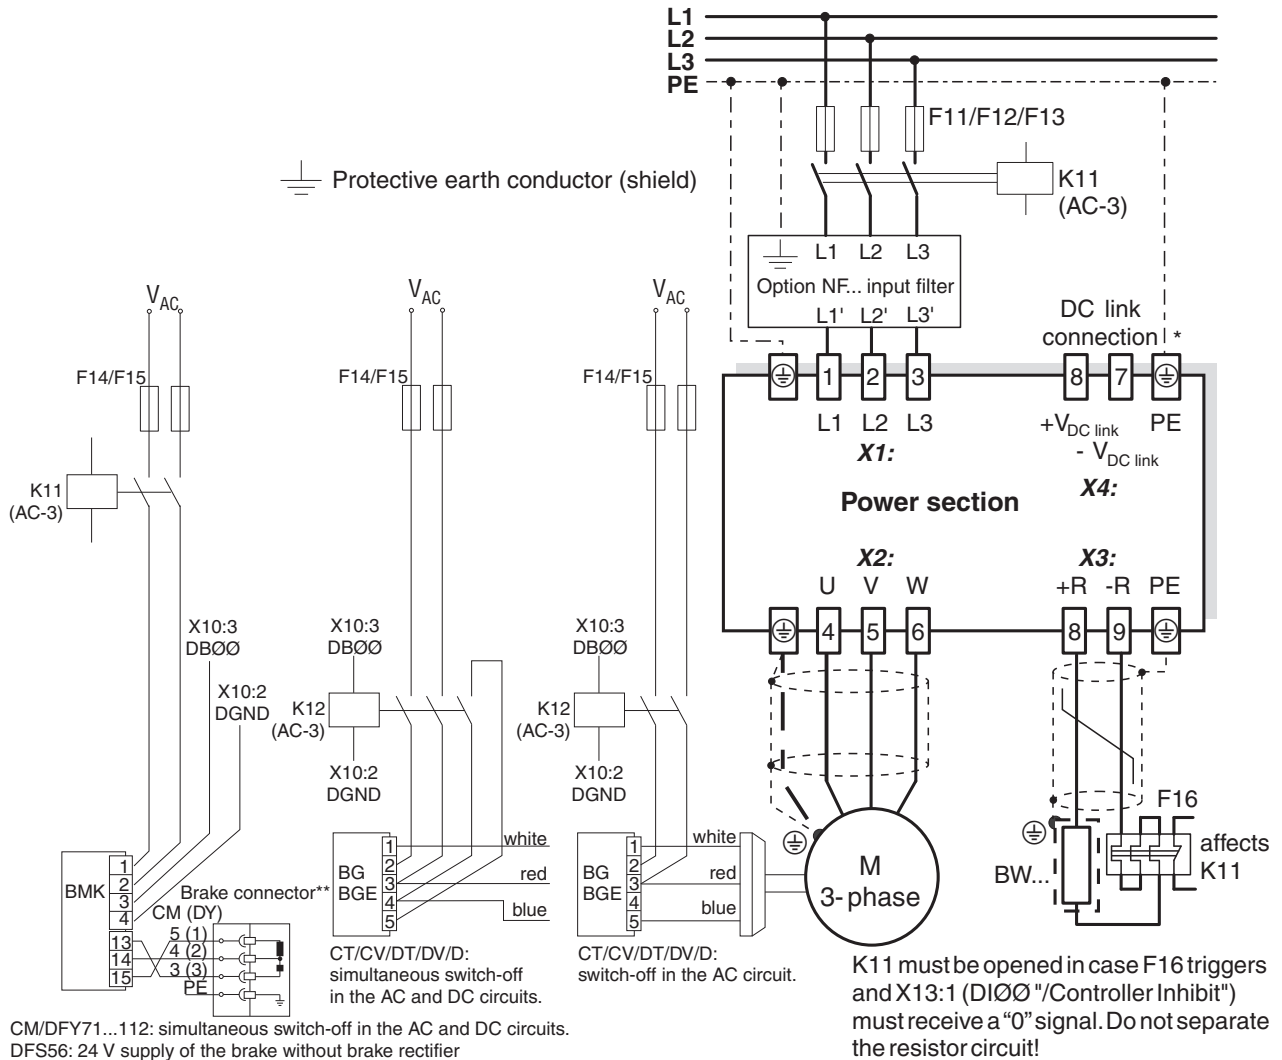 L1
L2
L3
PE
F11/F12/F13
Protective earth conductor (shield)
K11
(AC-3)
L1 L2 L3
Option NF... input filter
L1' L2' L3'
DC link
connection *
VAC
VAC
VAC
F14/F15
F14/F15
F14/F15
1 2 3
8 7
L1 L2 L3
X1:
+VDC link
PE
- VDC link
X4:
Power section
K11
(AC-3)
X2:
X3:
U V W
+R -R PE
4 5 6
8 9
X10:3
DBØØ
X10:2
DGND
X10:3
DBØØ
K12
(AC-3)
X10:2
DGND
X10:3
DBØØ
K12
(AC-3)
X10:2
DGND
BMK
1
2
3
4
13
14
15
Brake connector**
CM (DY)
5 (1)
4 (2)
3 (3)
PE
BG
BGE
1
2
3
4
5
white
red
blue
CT/CV/DT/DV/D:
simultaneous switch-off
in the AC and DC circuits.
BG
BGE
1
2
3
4
5
white
red
blue
CT/CV/DT/DV/D:
switch-off in the AC circuit.
M
3- phase
BW...
F16
affects
K11
K11 must be opened in case F16 triggers
and X13:1 (DIØØ "/Controller Inhibit")
must receive a “0” signal. Do not separate
the resistor circuit!
CM/DFY71...112: simultaneous switch-off in the AC and DC circuits.
DFS56: 24 V supply of the brake without brake rectifier